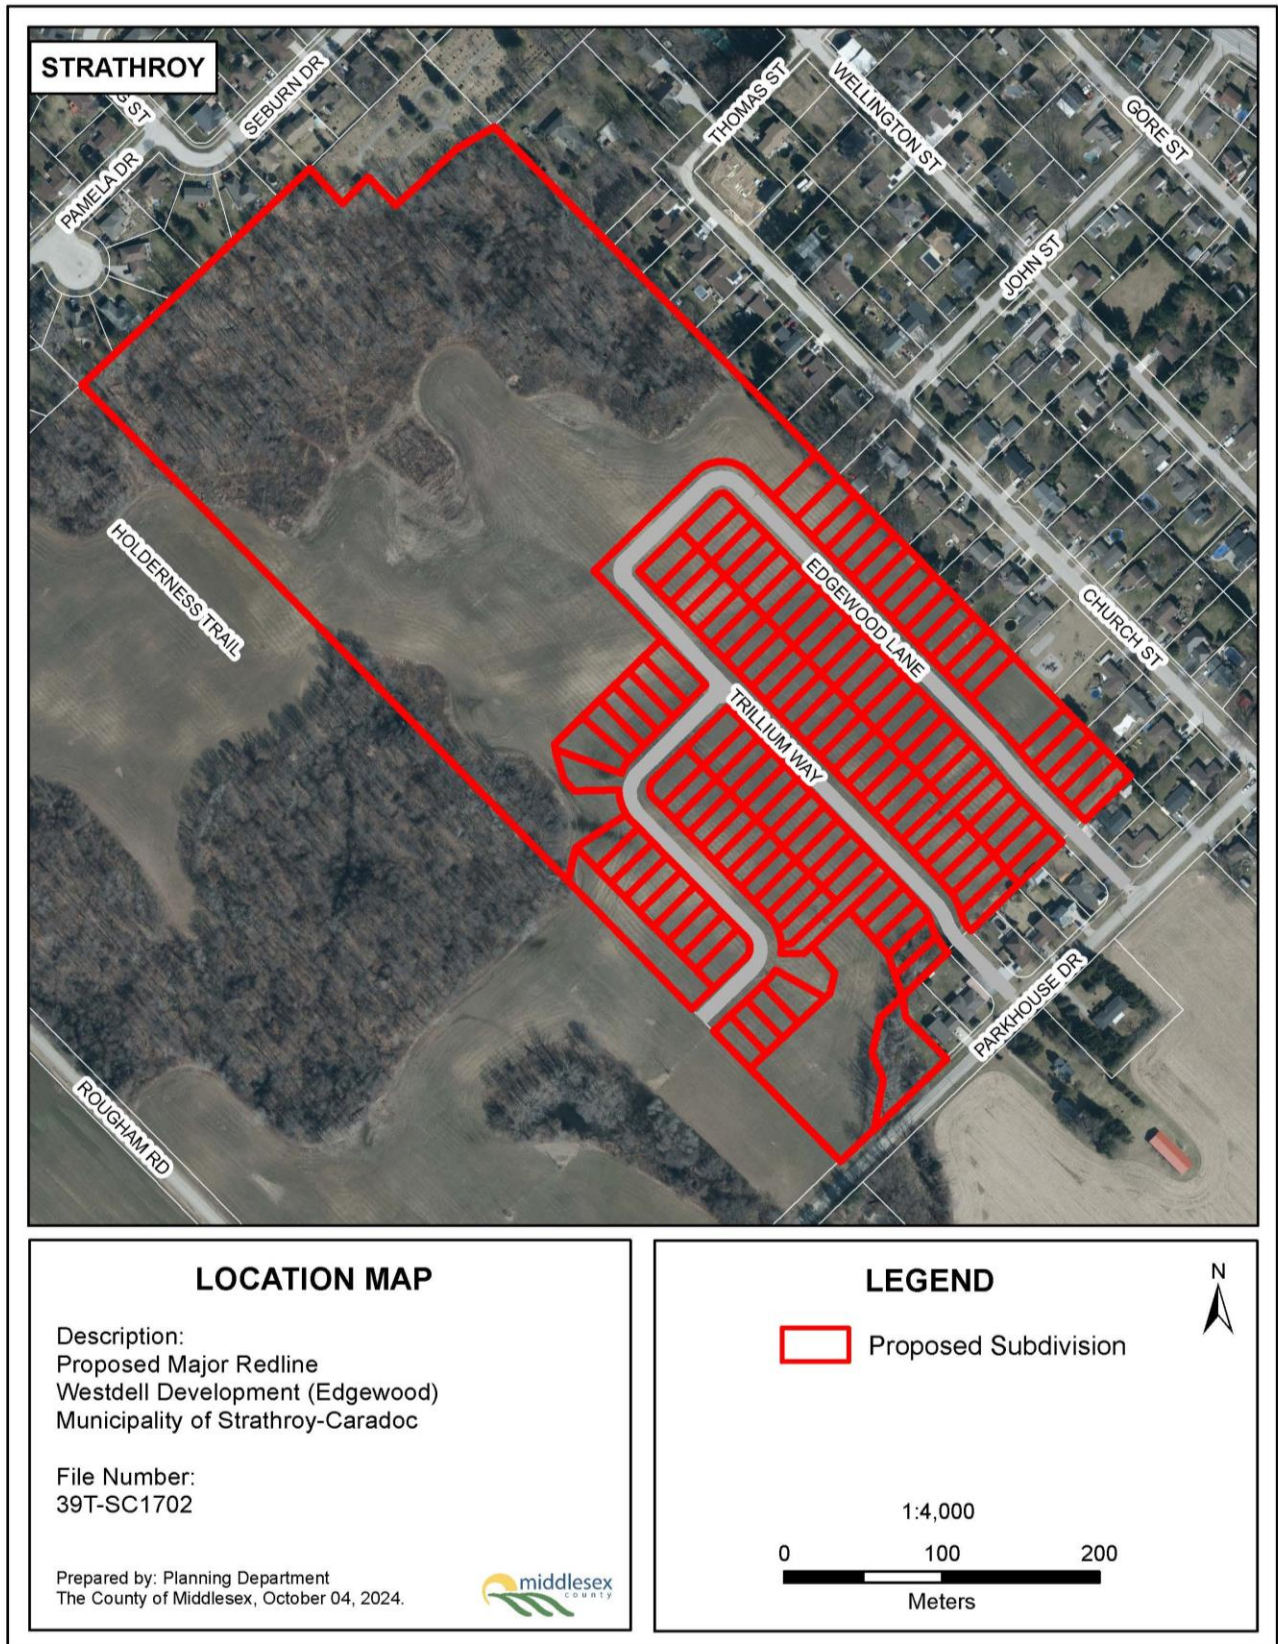 STRATHROY
G ST
SEBURN DR
PAMELA DR
THOMAS ST
WELLINGTON ST
GORE ST
JOHN ST
HOLDERNESS TRAIL
EDGEWOOD LANE
CHURCH ST
TRILLIUM WAY
PARKHOUSE DR
ROUGHAM RD
LOCATION MAP
Description:
Proposed Major Redline
Westdell Development (Edgewood)
Municipality of Strathroy-Caradoc
File Number:
39T-SC1702
Prepared by: Planning Department
The County of Middlesex, October 04, 2024.
middlesex
county
LEGEND
N
Proposed Subdivision
1:4,000
0 100 200
Meters